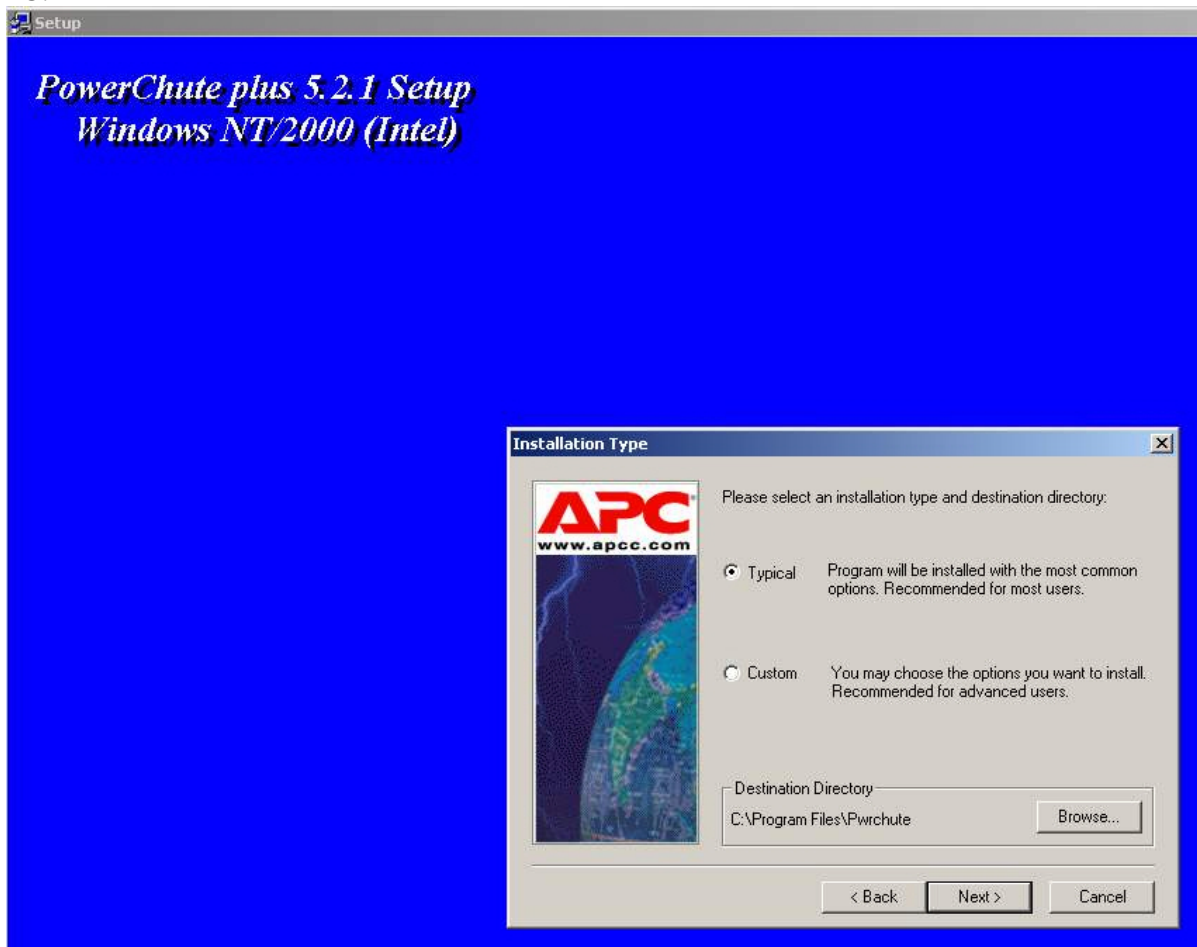 Setup
PowerChute plus 5.2.1 Setup
Windows NT/2000 (Intel)
Installation Type
APC
www.apcc.com
Please select an installation type and destination directory:
Typical
Program will be installed with the most common
options. Recommended for most users.
Custom
You may choose the options you want to install.
Recommended for advanced users.
Destination Directory
C:\Program Files\Pwrchute
Browse...
< Back
Next >
Cancel